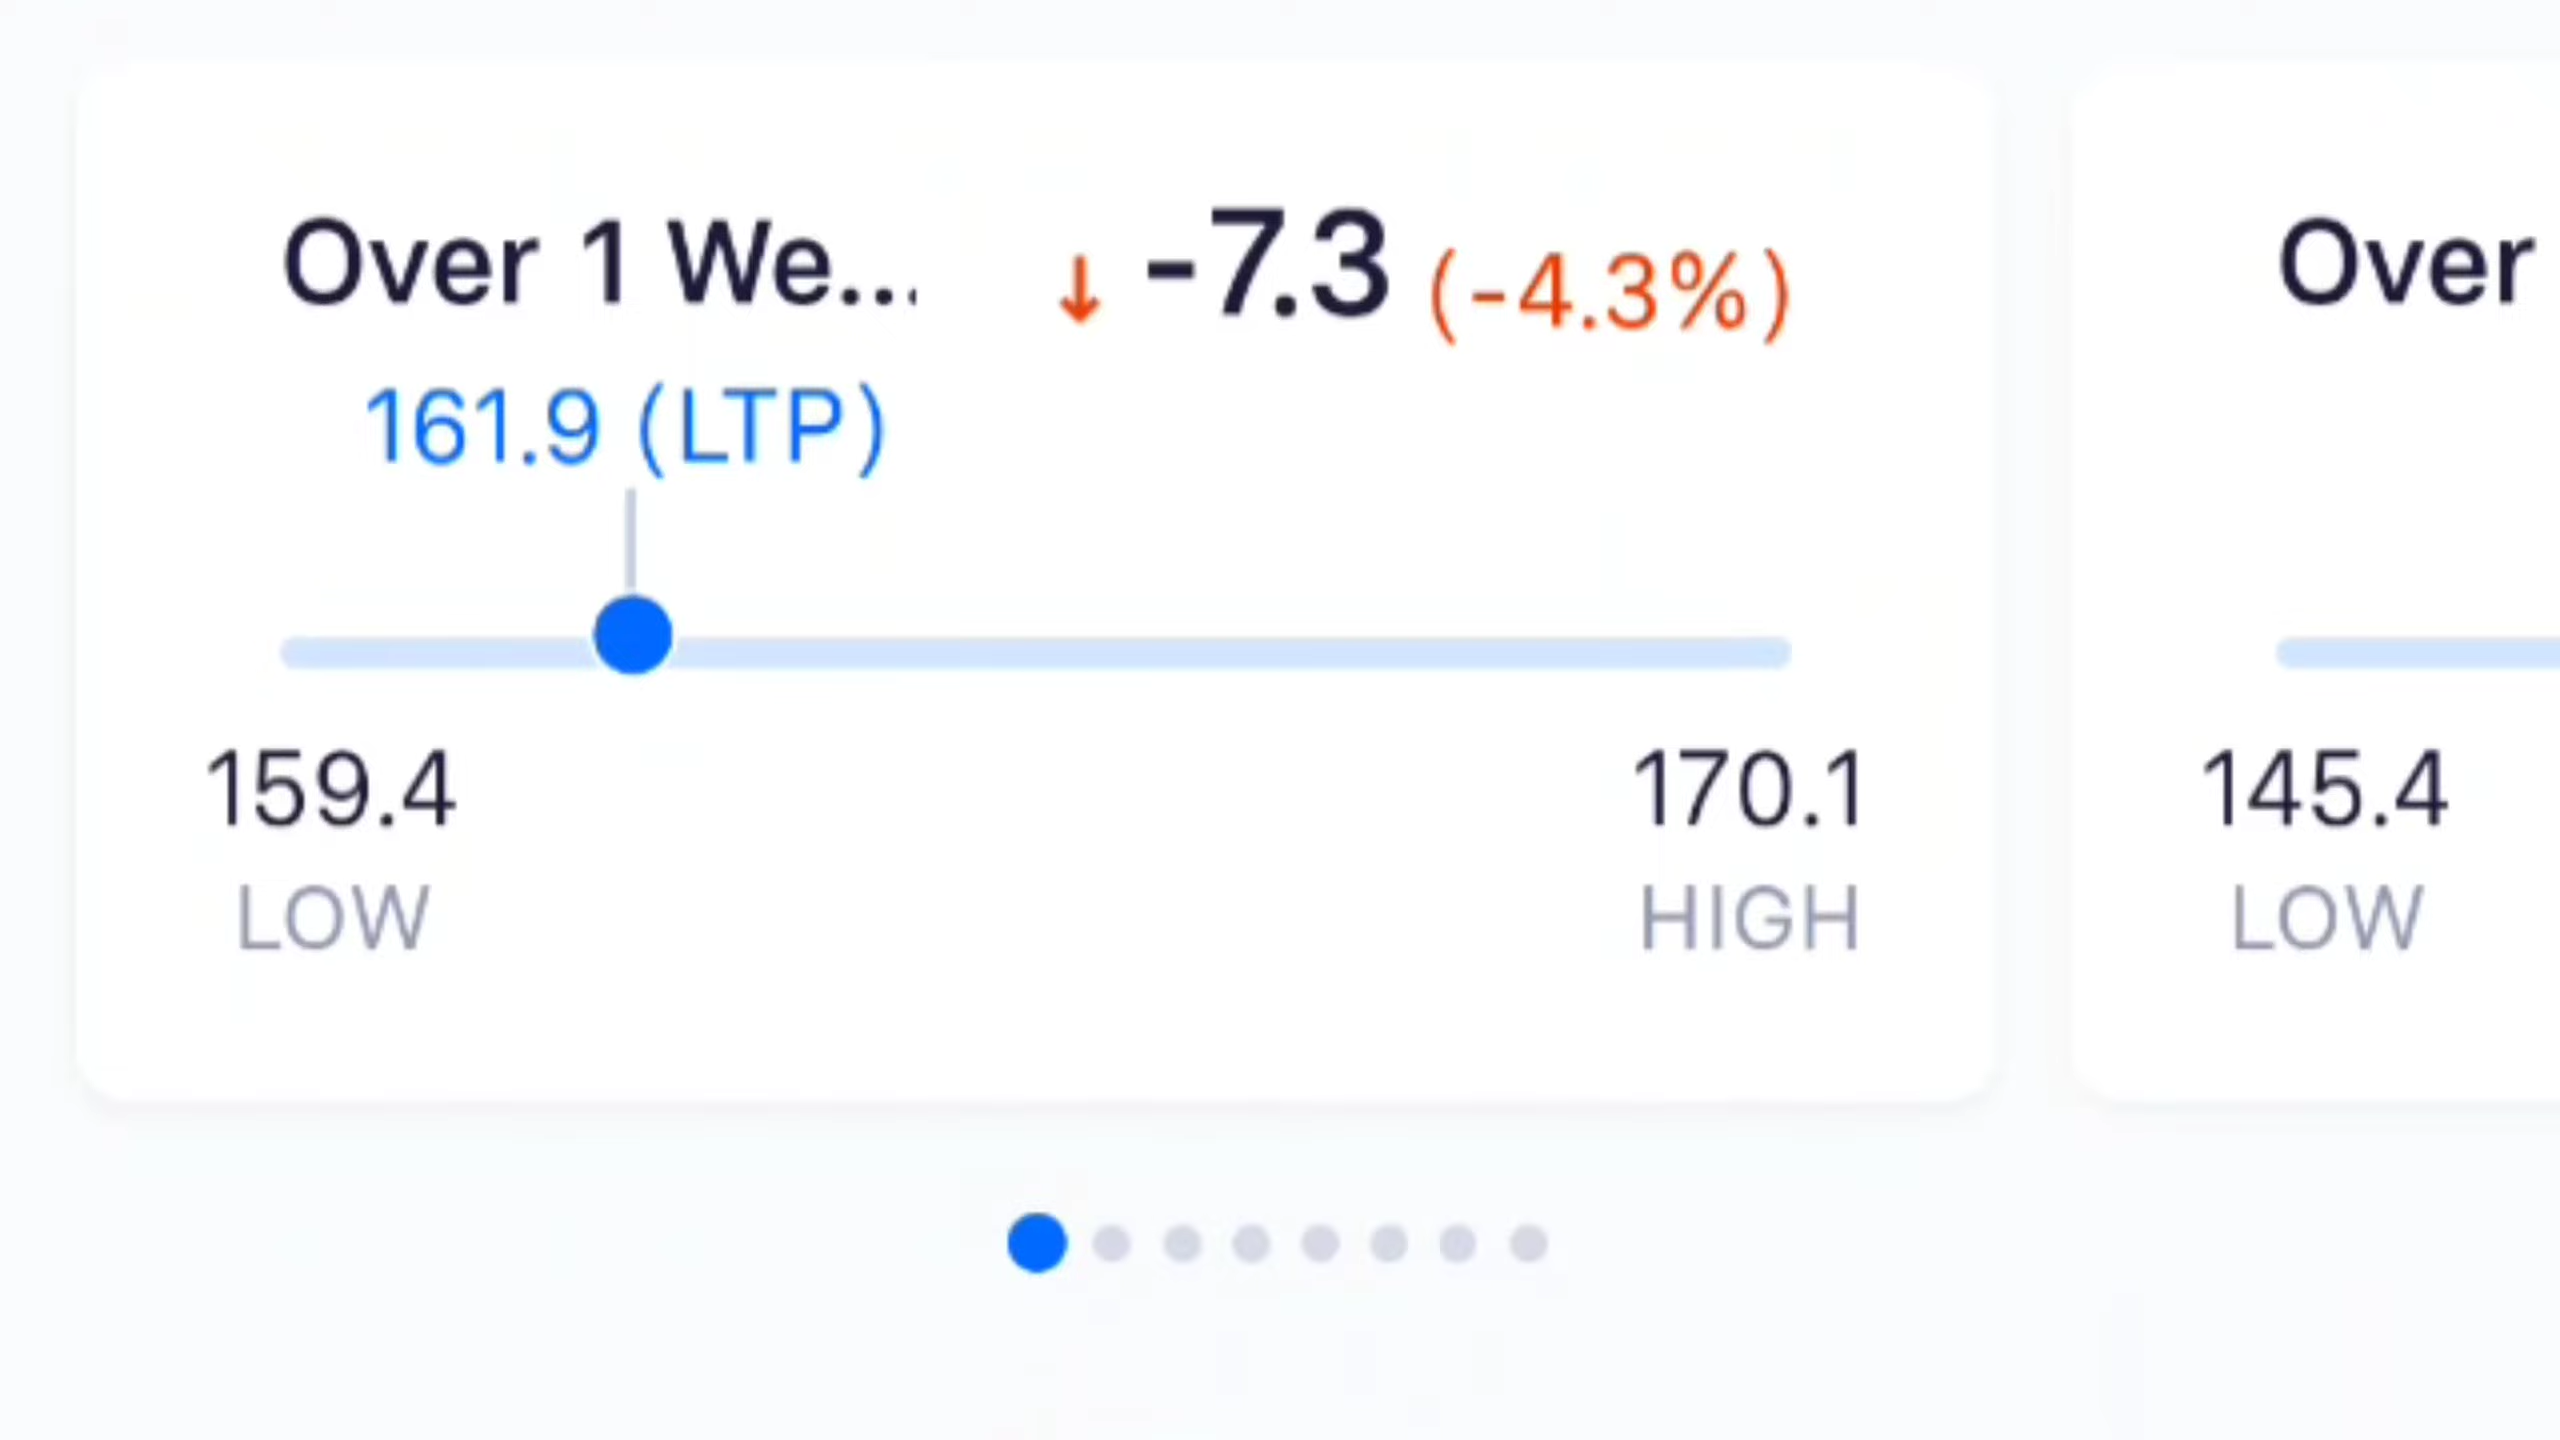 Over 1 We... ↓ -7.3 (-4.3%)
161.9 (LTP)
159.4 170.1
LOW HIGH
Over
145.4
LOW